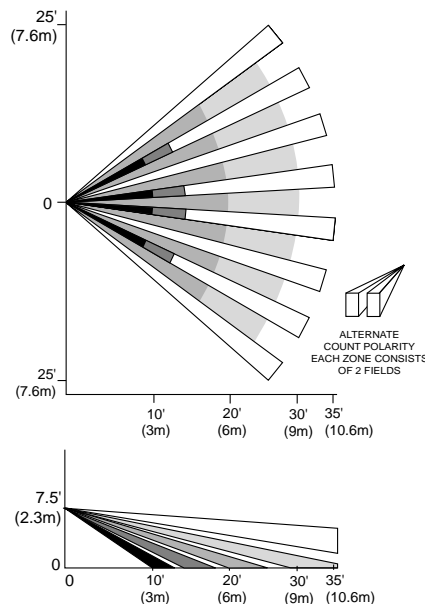 25'
(7.6m)
0
25'
(7.6m)
10' 20' 30' 35'
(3m) (6m) (9m) (10.6m)
ALTERNATE
COUNT POLARITY
EACH ZONE CONSISTS
OF 2 FIELDS
7.5'
(2.3m)
0
0 10' 20' 30' 35'
(3m) (6m) (9m) (10.6m)